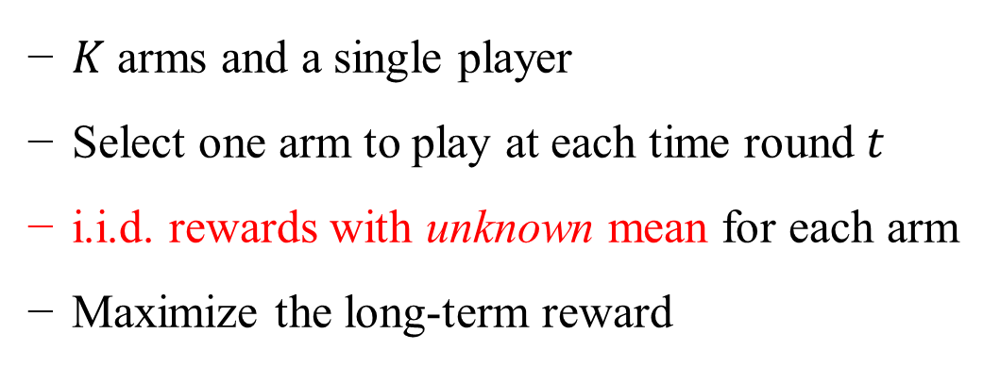 – K arms and a single player
– Select one arm to play at each time round t
– i.i.d. rewards with unknown mean for each arm
– Maximize the long-term reward